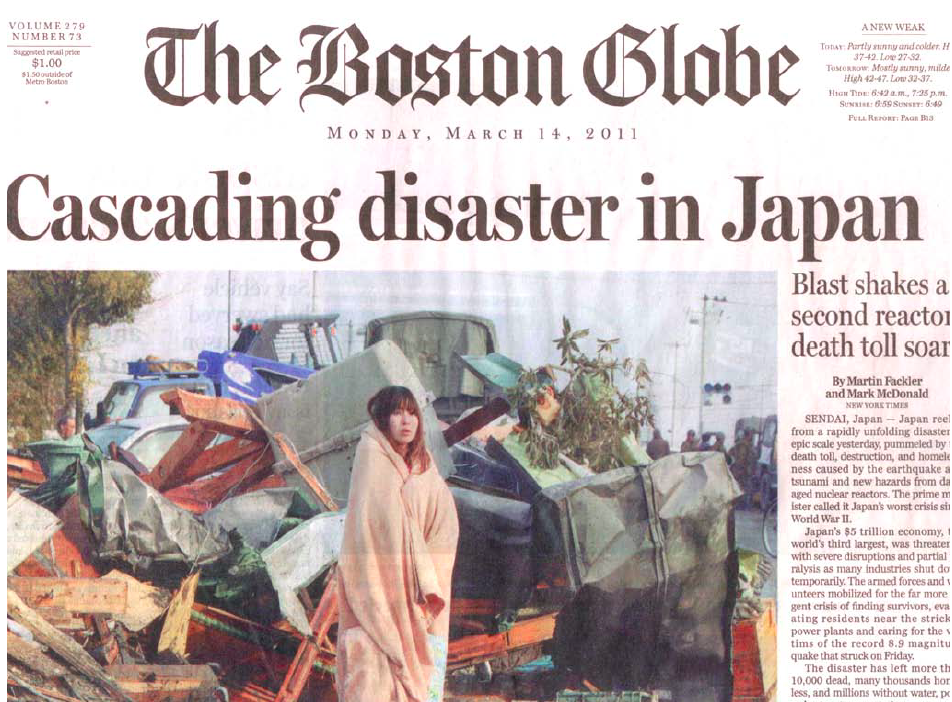 VOLUME 279
NUMBER 73
Suggested retail price
$1.00
$1.50 outside of
Metro Boston
*
The Boston Globe
A NEW WEAK
TODAY: Partly sunny and colder. H
37-42. Low 27-32.
TOMORROW: Mostly sunny, milde
High 42-47. Low 32-37.
HIGH TIDE: 6:42 a.m., 7:25 p.m.
SUNRISE: 6:59 SUNSET: 6:49
FULL REPORT: PAGE B13
MONDAY, MARCH 14, 2011
Cascading disaster in Japan
Blast shakes a
second reactor
death toll soar
By Martin Fackler
and Mark McDonald
NEW YORK TIMES
SENDAI, Japan — Japan reel
from a rapidly unfolding disaster
epic scale yesterday, pummeled by
death toll, destruction, and homele
ness caused by the earthquake a
tsunami and new hazards from da
aged nuclear reactors. The prime m
ister called it Japan's worst crisis si
World War II.
Japan's $5 trillion economy, t
world's third largest, was threaten
with severe disruptions and partial
ralysis as many industries shut do
temporarily. The armed forces and v
unteers mobilized for the far more
gent crisis of finding survivors, eva
ating residents near the strick
power plants and caring for the v
tims of the record 8.9 magnitu
quake that struck on Friday.
The disaster has left more th
10,000 dead, many thousands hom
less, and millions without water, po